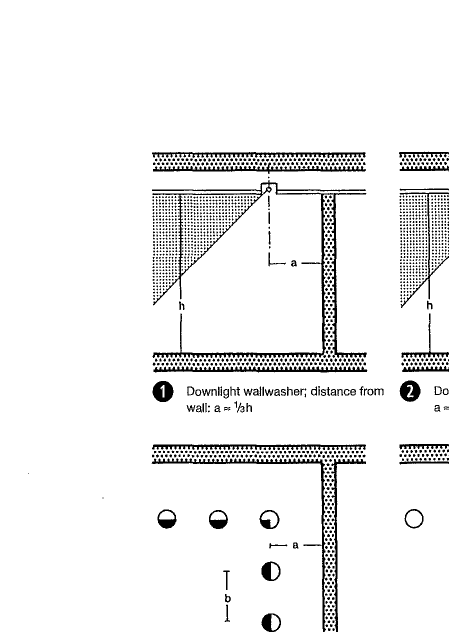 a
h
h
1 Downlight wallwasher; distance from
wall: a ≈ ⅓h
2 Do
a ≈
a
b